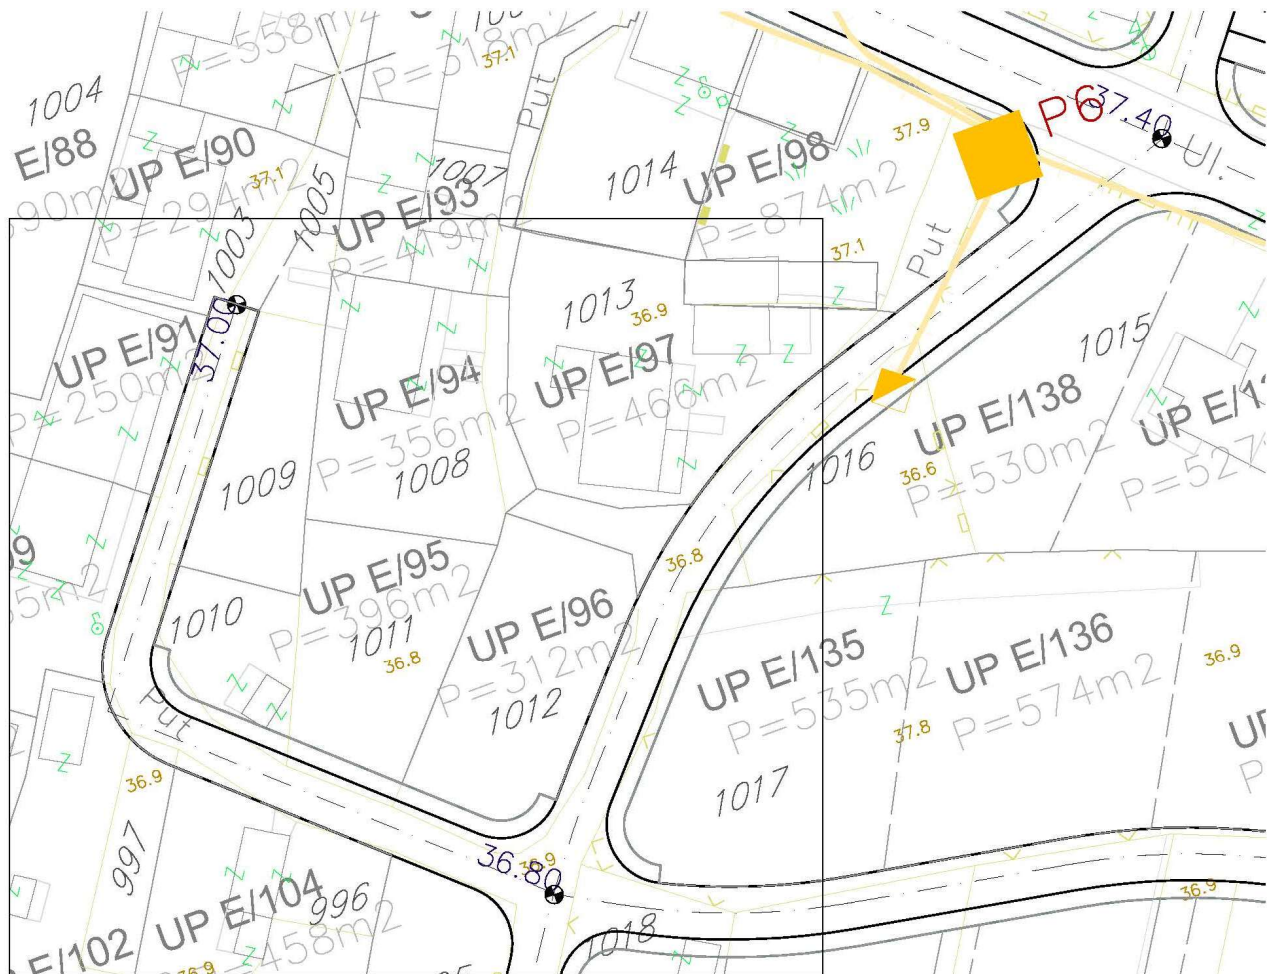 P=558m2
P=318m2
37.1
1004
E/88
UP E/90
P=294m2
37.1
1003
1005
1007
UP E/93
P=419m2
Put
1014
UP E/98
P=874m2
37.9
37.1
Put
P6
37.40
Ul.
37.00
UP E/91
P=250m2
1013
36.9
UP E/97
P=466m2
UP E/94
P=356m2
1008
1009
1015
UP E/138
P=530m2
1016
36.6
36.8
UP E/95
P=396m2
1011
36.8
1010
UP E/96
P=312m2
1012
UP E/135
P=535m2
1017
UP E/136
P=574m2
37.8
36.9
Put
36.9
997
36.80
36.9
UP E/104
P=458m2
996
E/102
36.9
1018
36.9